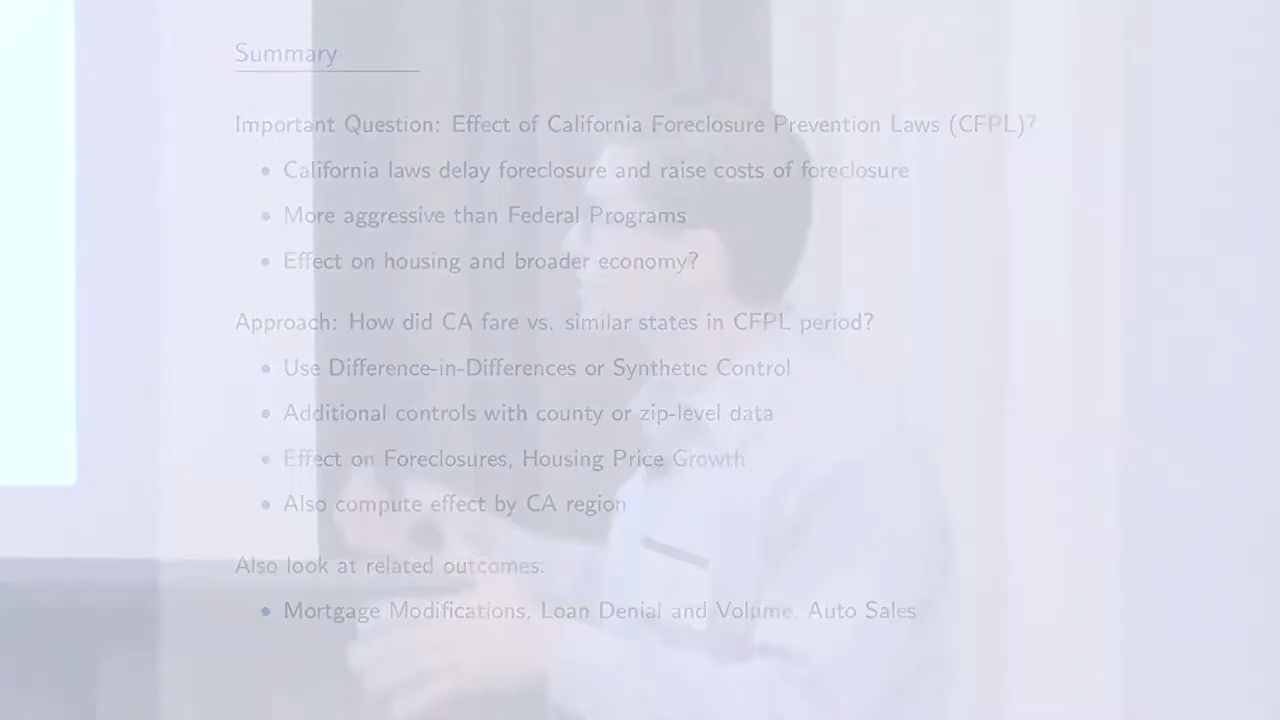 Summary
Important Question: Effect of California Foreclosure Prevention Laws (CFPL)?
• California laws delay foreclosure and raise costs of foreclosure
• More aggressive than Federal Programs
• Effect on housing and broader economy?
Approach: How did CA fare vs. similar states in CFPL period?
• Use Difference-in-Differences or Synthetic Control
• Additional controls with county or zip-level data
• Effect on Foreclosures, Housing Price Growth
• Also compute effect by CA region
Also look at related outcomes:
• Mortgage Modifications, Loan Denial and Volume, Auto Sales